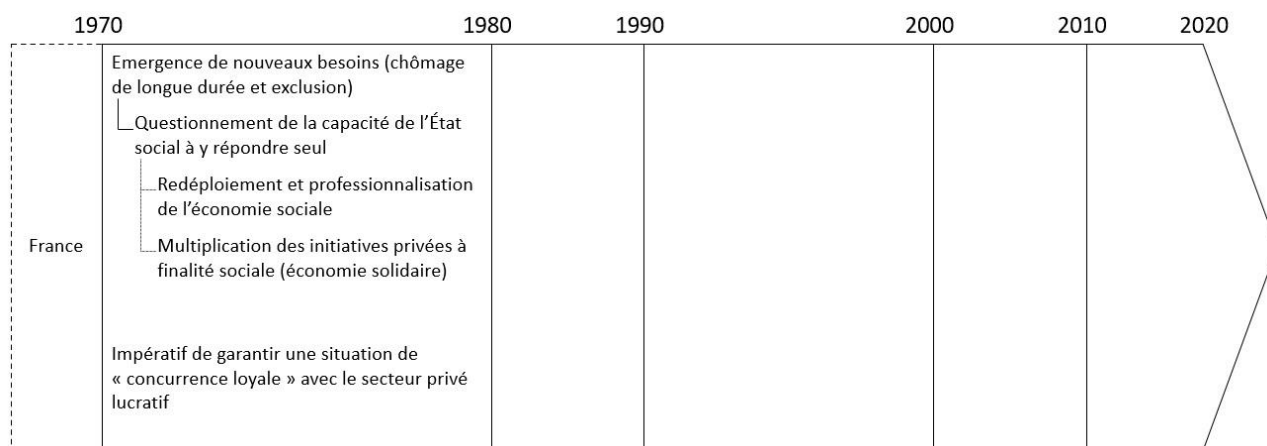 1970 1980 1990 2000 2010 2020
Emergence de nouveaux besoins (chômage
de longue durée et exclusion)
Questionnement de la capacité de l’État
social à y répondre seul
Redéploiement et professionnalisation
de l’économie sociale
France
Multiplication des initiatives privées à
finalité sociale (économie solidaire)
Impératif de garantir une situation de
« concurrence loyale » avec le secteur privé
lucratif